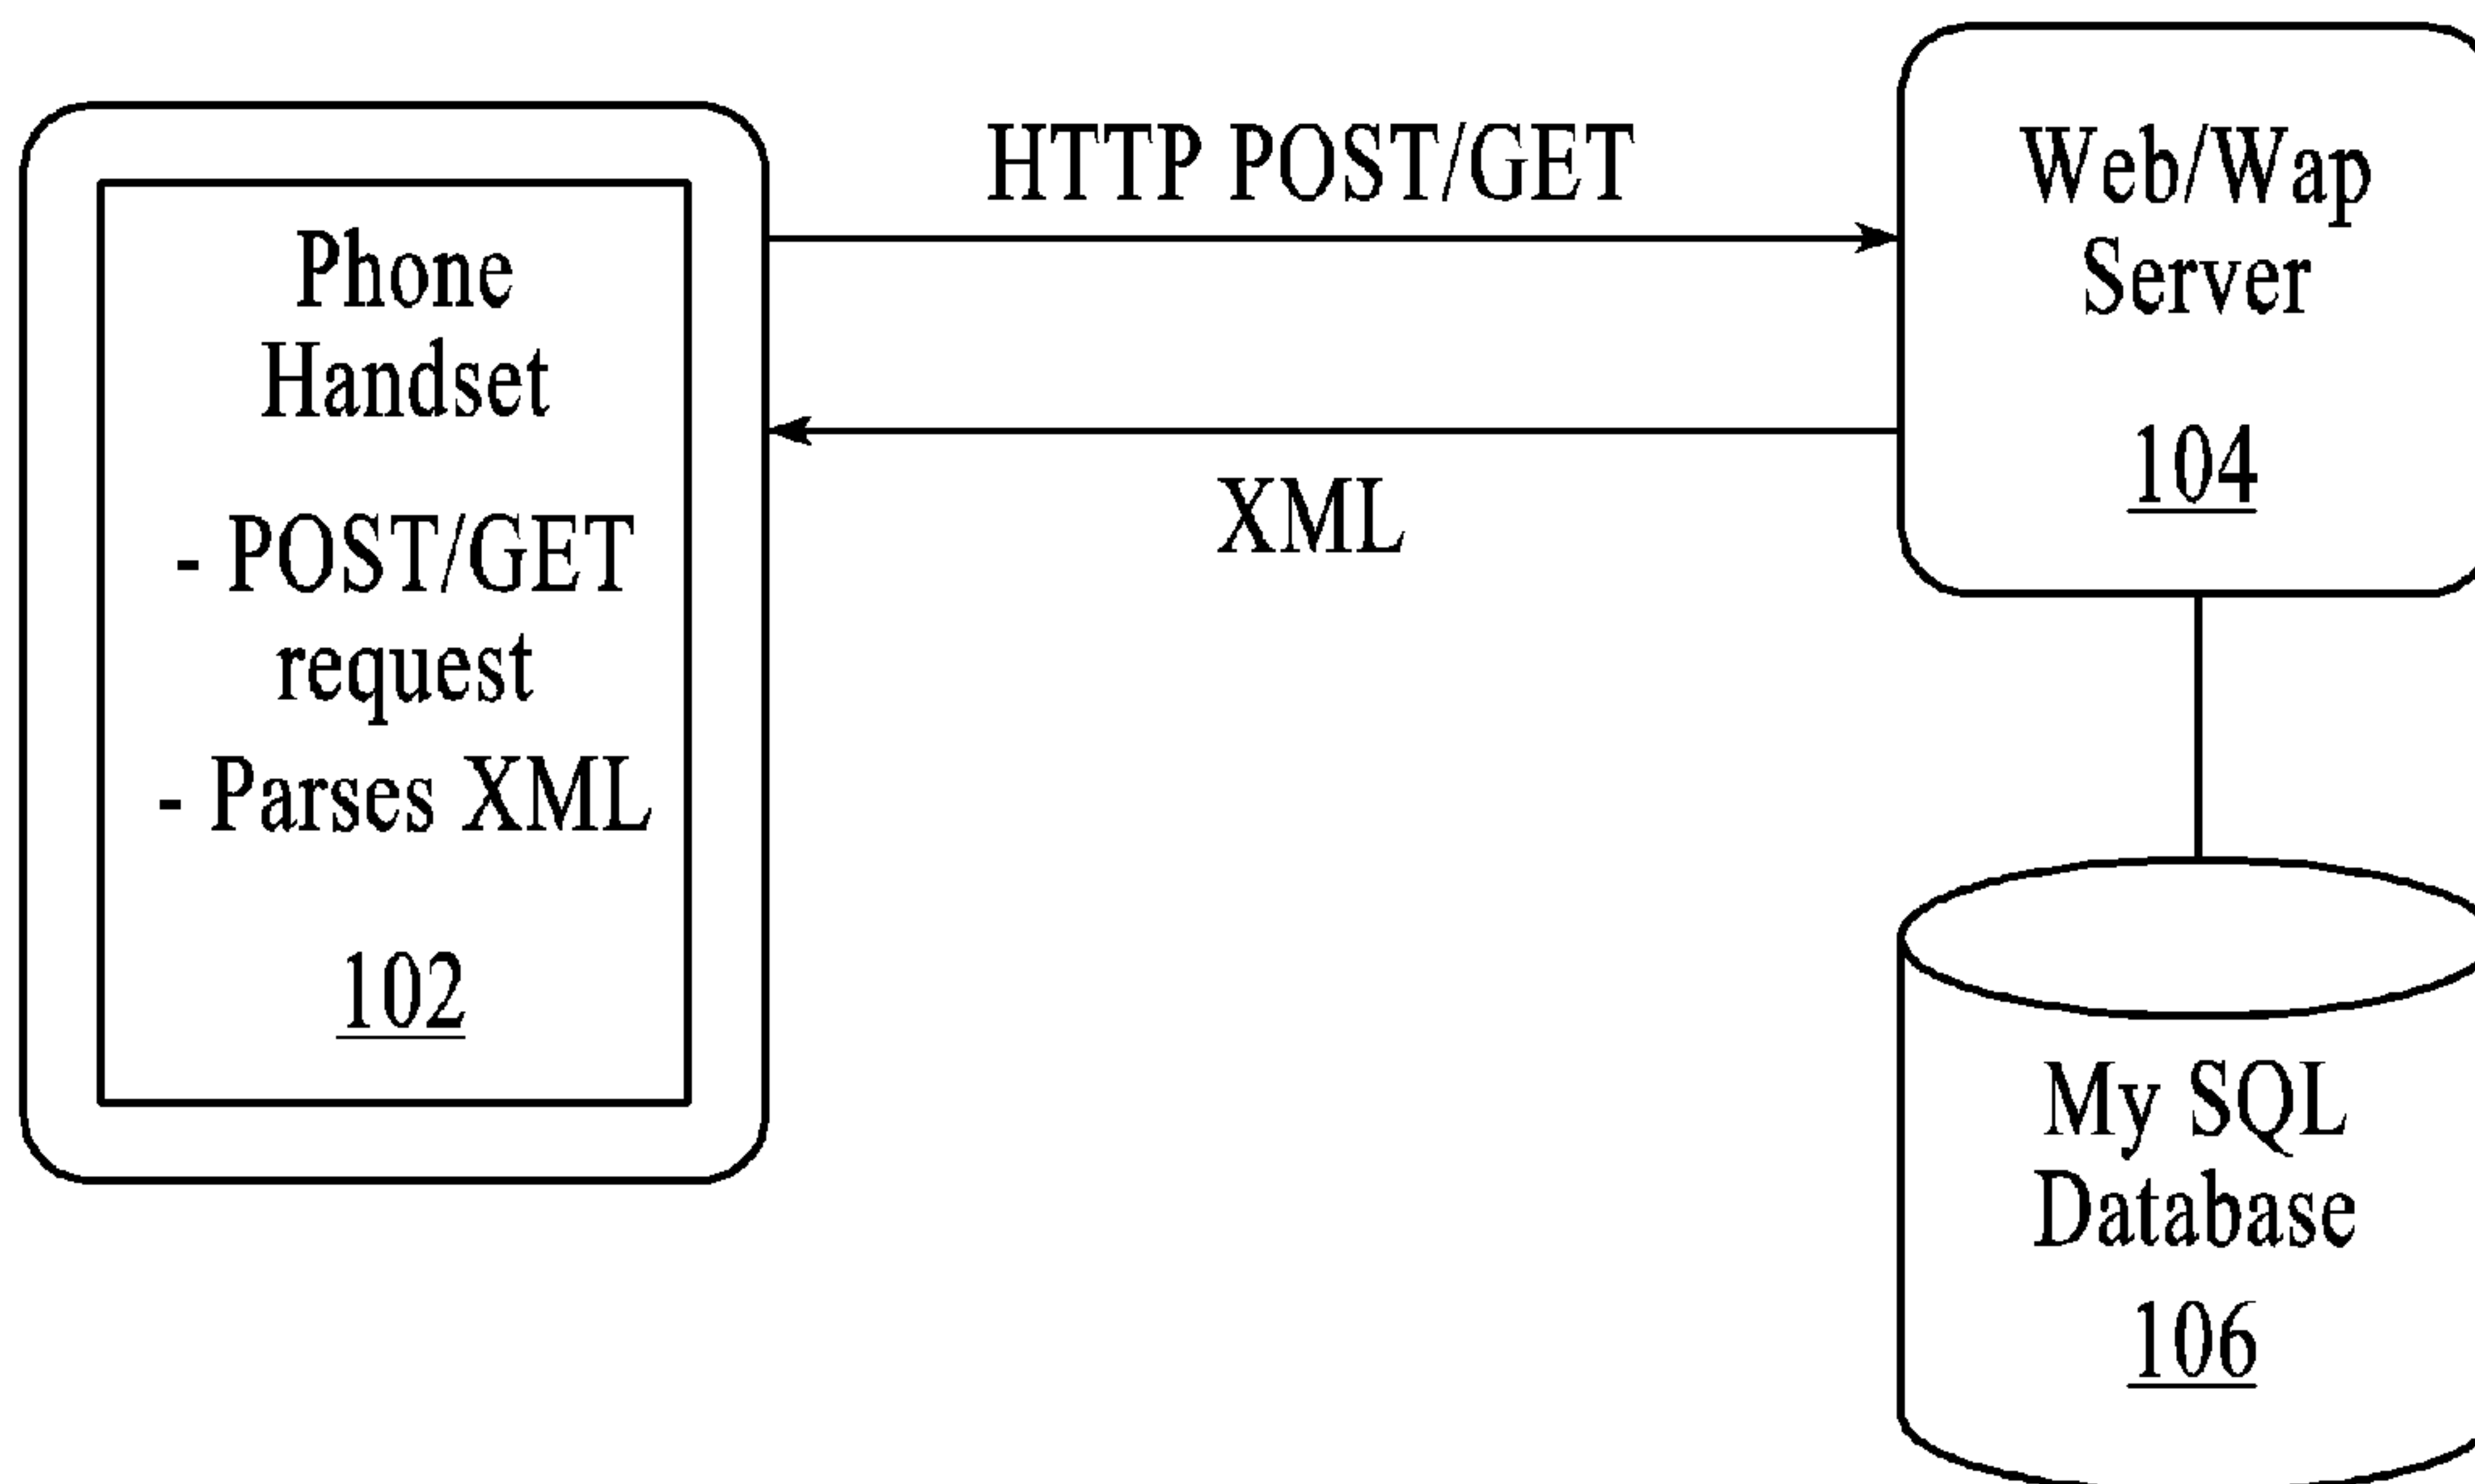 Phone
Handset
- POST/GET
request
- Parses XML
102
HTTP POST/GET
XML
Web/Wap
Server
104
My SQL
Database
106